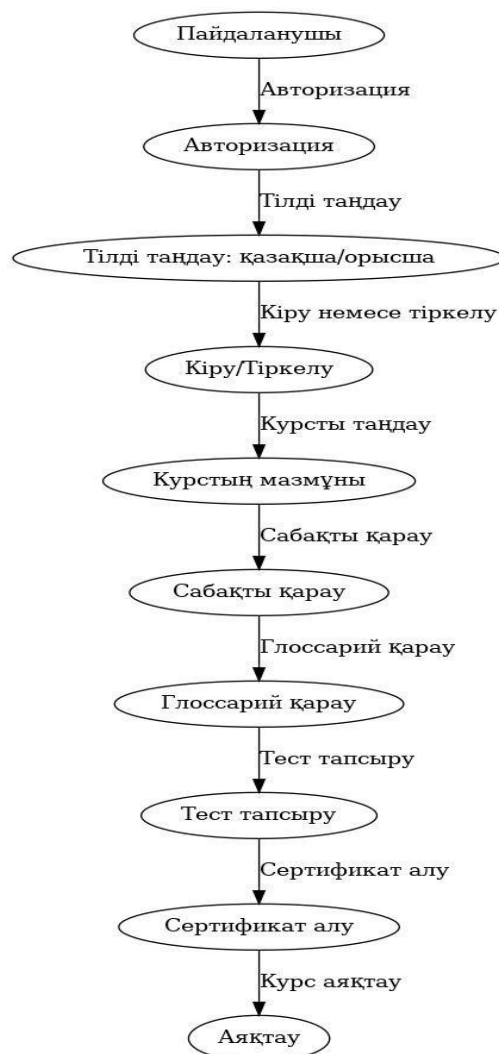 Пайдаланушы
Авторизация
Авторизация
Тілді таңдау
Тілді таңдау: қазақша/орысша
Кіру немесе тіркелу
Кіру/Тіркелу
Курсты таңдау
Курстың мазмұны
Сабақты қарау
Сабақты қарау
Глоссарий қарау
Глоссарий қарау
Тест тапсыру
Тест тапсыру
Сертификат алу
Сертификат алу
Курс аяқтау
Аяқтау